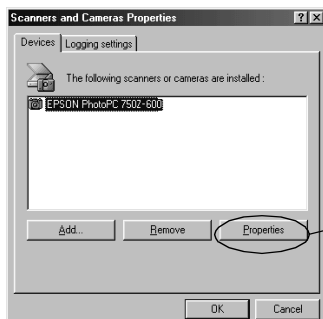 Scanners and Cameras Properties
Devices Logging settings
The following scanners or cameras are installed :
EPSON PhotoPC 750Z-600
Add... Remove Properties
OK Cancel